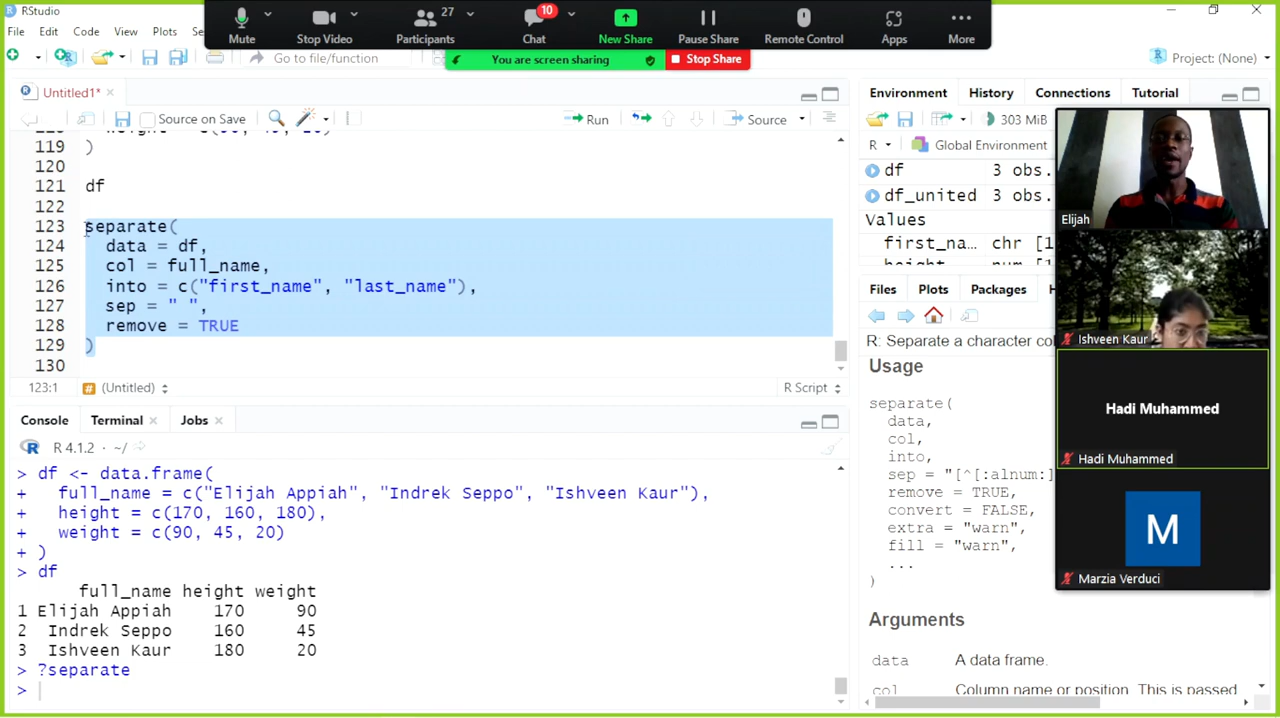 RStudio
File Edit Code View Plots
Mute
Stop Video
27
Participants
10
Chat
New Share
Pause Share
Remote Control
Apps
More
You are screen sharing
Stop Share
Go to file/function
Project: (None)
Untitled1*
Source on Save
Run
Source
119 )
120
121 df
122
123 separate(
124 data = df,
125 col = full_name,
126 into = c("first_name", "last_name"),
127 sep = " ",
128 remove = TRUE
129 )
130
123:1
(Untitled)
R Script
Console Terminal Jobs
R 4.1.2 · ~/
> df <- data.frame(
+ full_name = c("Elijah Appiah", "Indrek Seppo", "Ishveen Kaur"),
+ height = c(170, 160, 180),
+ weight = c(90, 45, 20)
+ )
> df
full_name height weight
1 Elijah Appiah 170 90
2 Indrek Seppo 160 45
3 Ishveen Kaur 180 20
> ?separate
>
Environment History Connections Tutorial
303 MiB
R
Global Environment
df 3 obs.
df_united 3 obs.
Values
first_na… chr [1
Files Plots Packages
R: Separate a character co
Usage
separate(
data,
col,
into,
sep = "[^[:alnum:]
remove = TRUE,
convert = FALSE,
extra = "warn",
fill = "warn",
...
)
Arguments
data A data frame.
col Column name or position. This is passed
Elijah
Ishveen Kaur
Hadi Muhammed
Hadi Muhammed
M
Marzia Verduci